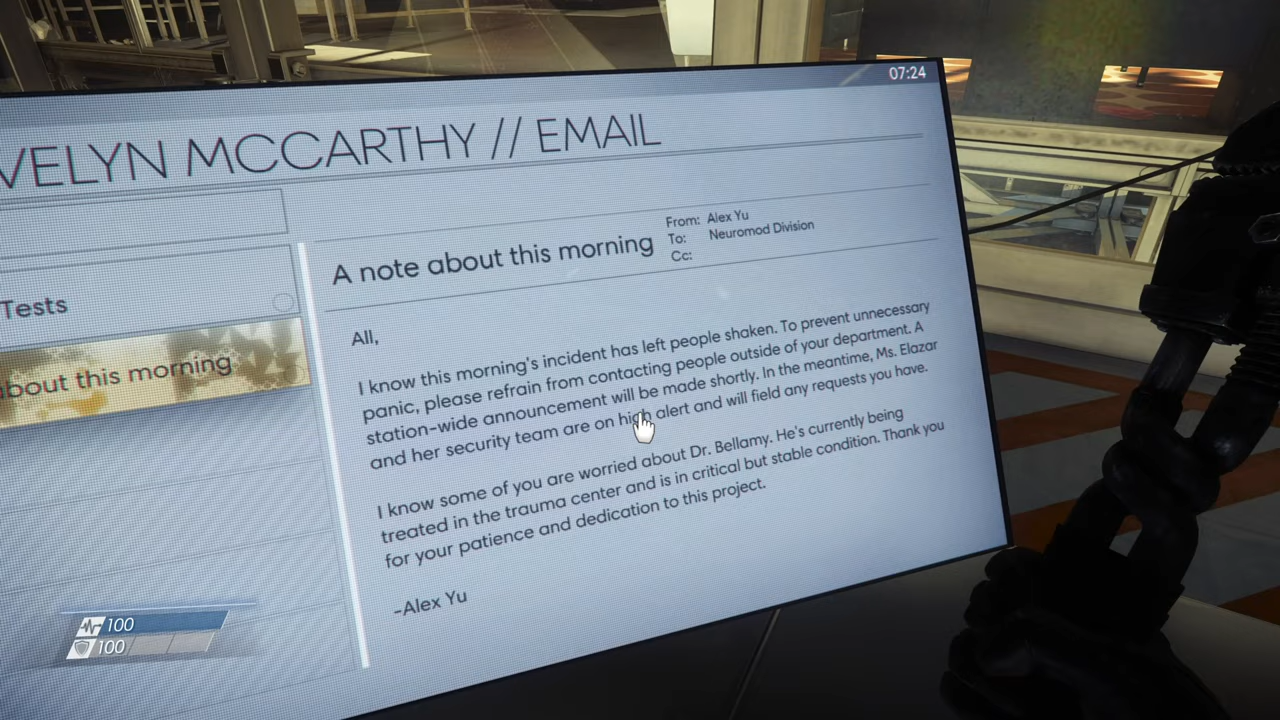 07:24
VELYN MCCARTHY // EMAIL
A note about this morning
From: Alex Yu
To: Neuromod Division
Cc:
Tests
about this morning
All,
I know this morning's incident has left people shaken. To prevent unnecessary
panic, please refrain from contacting people outside of your department. A
station-wide announcement will be made shortly. In the meantime, Ms. Elazar
and her security team are on high alert and will field any requests you have.
I know some of you are worried about Dr. Bellamy. He's currently being
treated in the trauma center and is in critical but stable condition. Thank you
for your patience and dedication to this project.
-Alex Yu
100
100